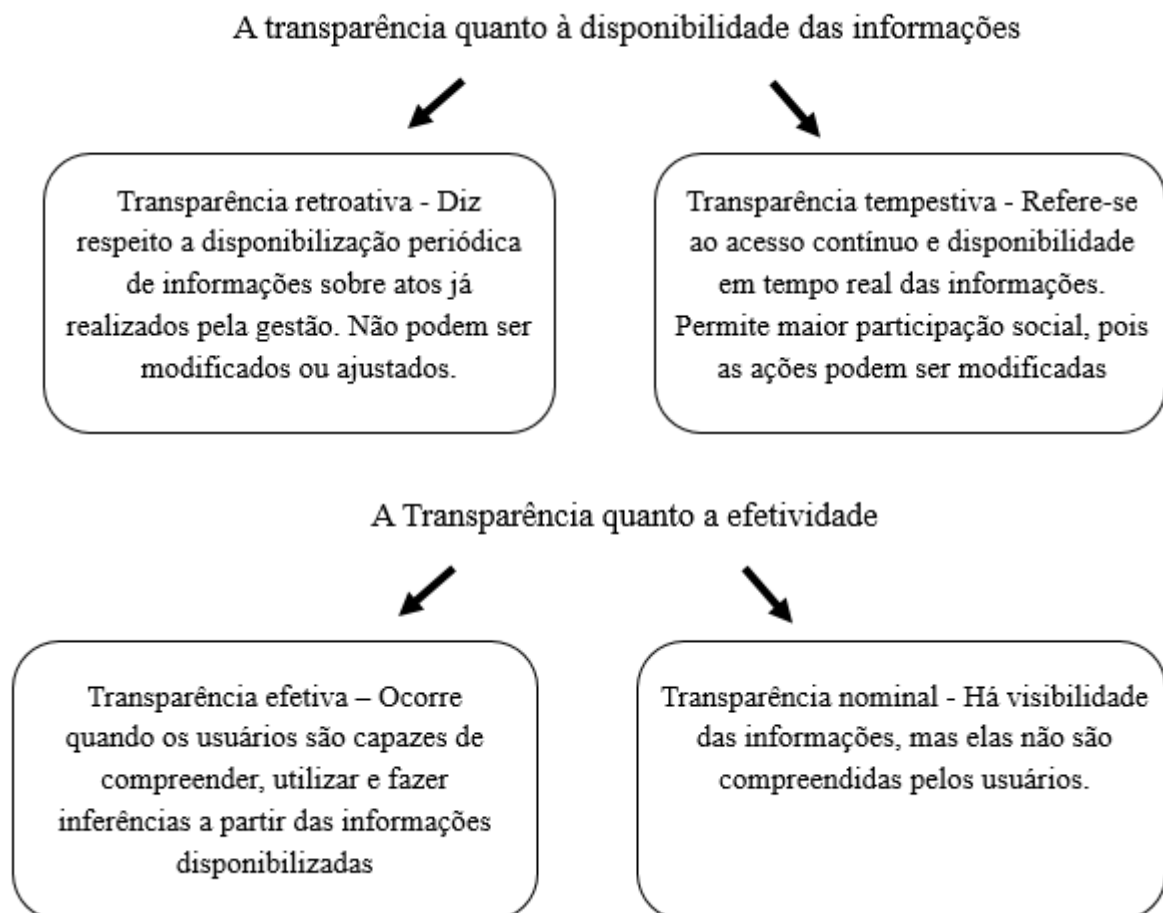 A transparência quanto à disponibilidade das informações
Transparência retroativa - Diz
respeito a disponibilização periódica
de informações sobre atos já
realizados pela gestão. Não podem ser
modificados ou ajustados.
Transparência tempestiva - Refere-se
ao acesso contínuo e disponibilidade
em tempo real das informações.
Permite maior participação social, pois
as ações podem ser modificadas
A Transparência quanto a efetividade
Transparência efetiva – Ocorre
quando os usuários são capazes de
compreender, utilizar e fazer
inferências a partir das informações
disponibilizadas
Transparência nominal - Há visibilidade
das informações, mas elas não são
compreendidas pelos usuários.